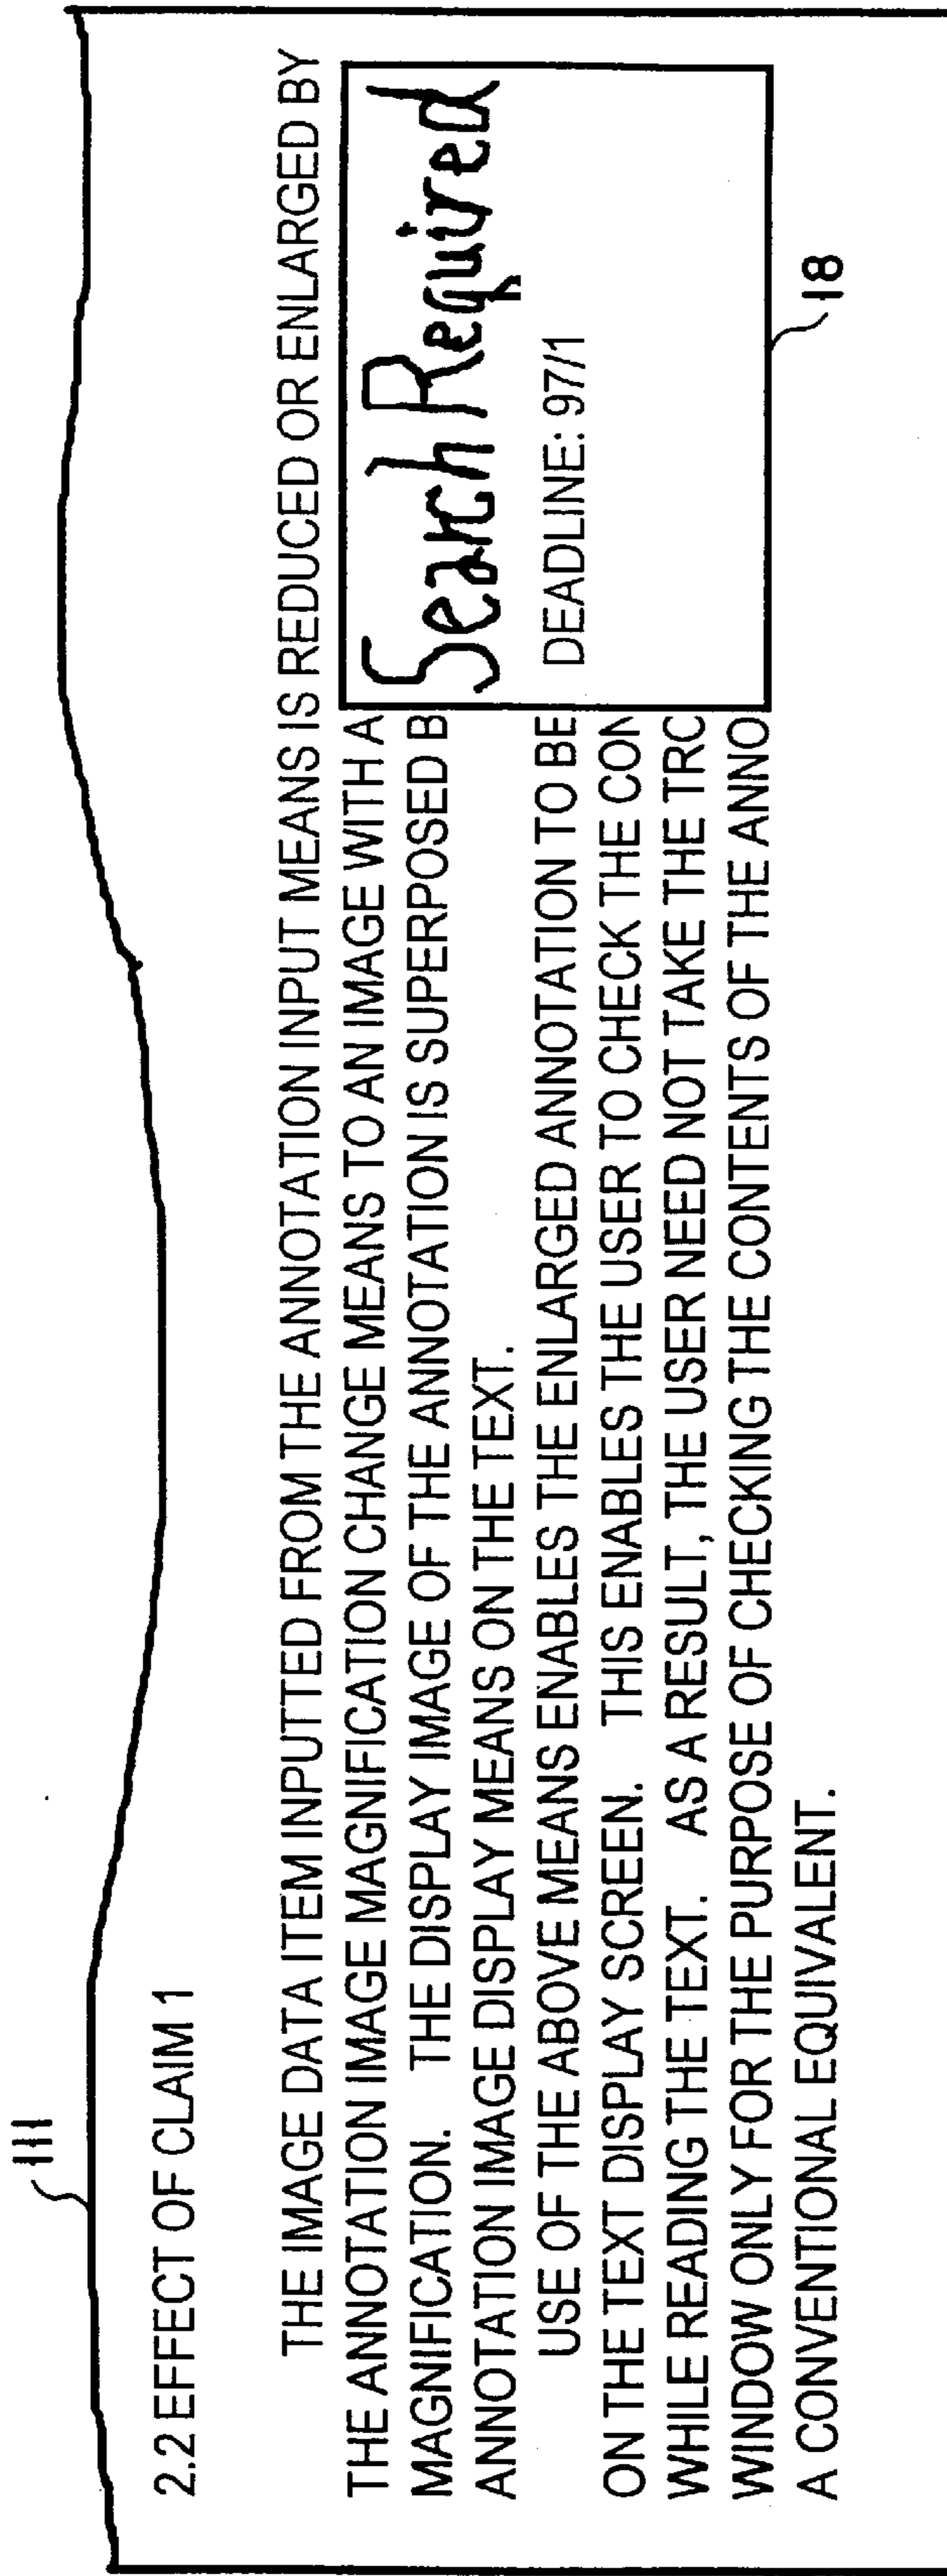 111
2.2 EFFECT OF CLAIM 1
THE IMAGE DATA ITEM INPUTTED FROM THE ANNOTATION INPUT MEANS IS REDUCED OR ENLARGED BY
THE ANNOTATION IMAGE MAGNIFICATION CHANGE MEANS TO AN IMAGE WITH A
MAGNIFICATION. THE DISPLAY IMAGE OF THE ANNOTATION IS SUPERPOSED B
ANNOTATION IMAGE DISPLAY MEANS ON THE TEXT.
USE OF THE ABOVE MEANS ENABLES THE ENLARGED ANNOTATION TO BE
ON THE TEXT DISPLAY SCREEN. THIS ENABLES THE USER TO CHECK THE CON
WHILE READING THE TEXT. AS A RESULT, THE USER NEED NOT TAKE THE TRO
WINDOW ONLY FOR THE PURPOSE OF CHECKING THE CONTENTS OF THE ANNO
A CONVENTIONAL EQUIVALENT.
Search Required
DEADLINE: 97/1
18